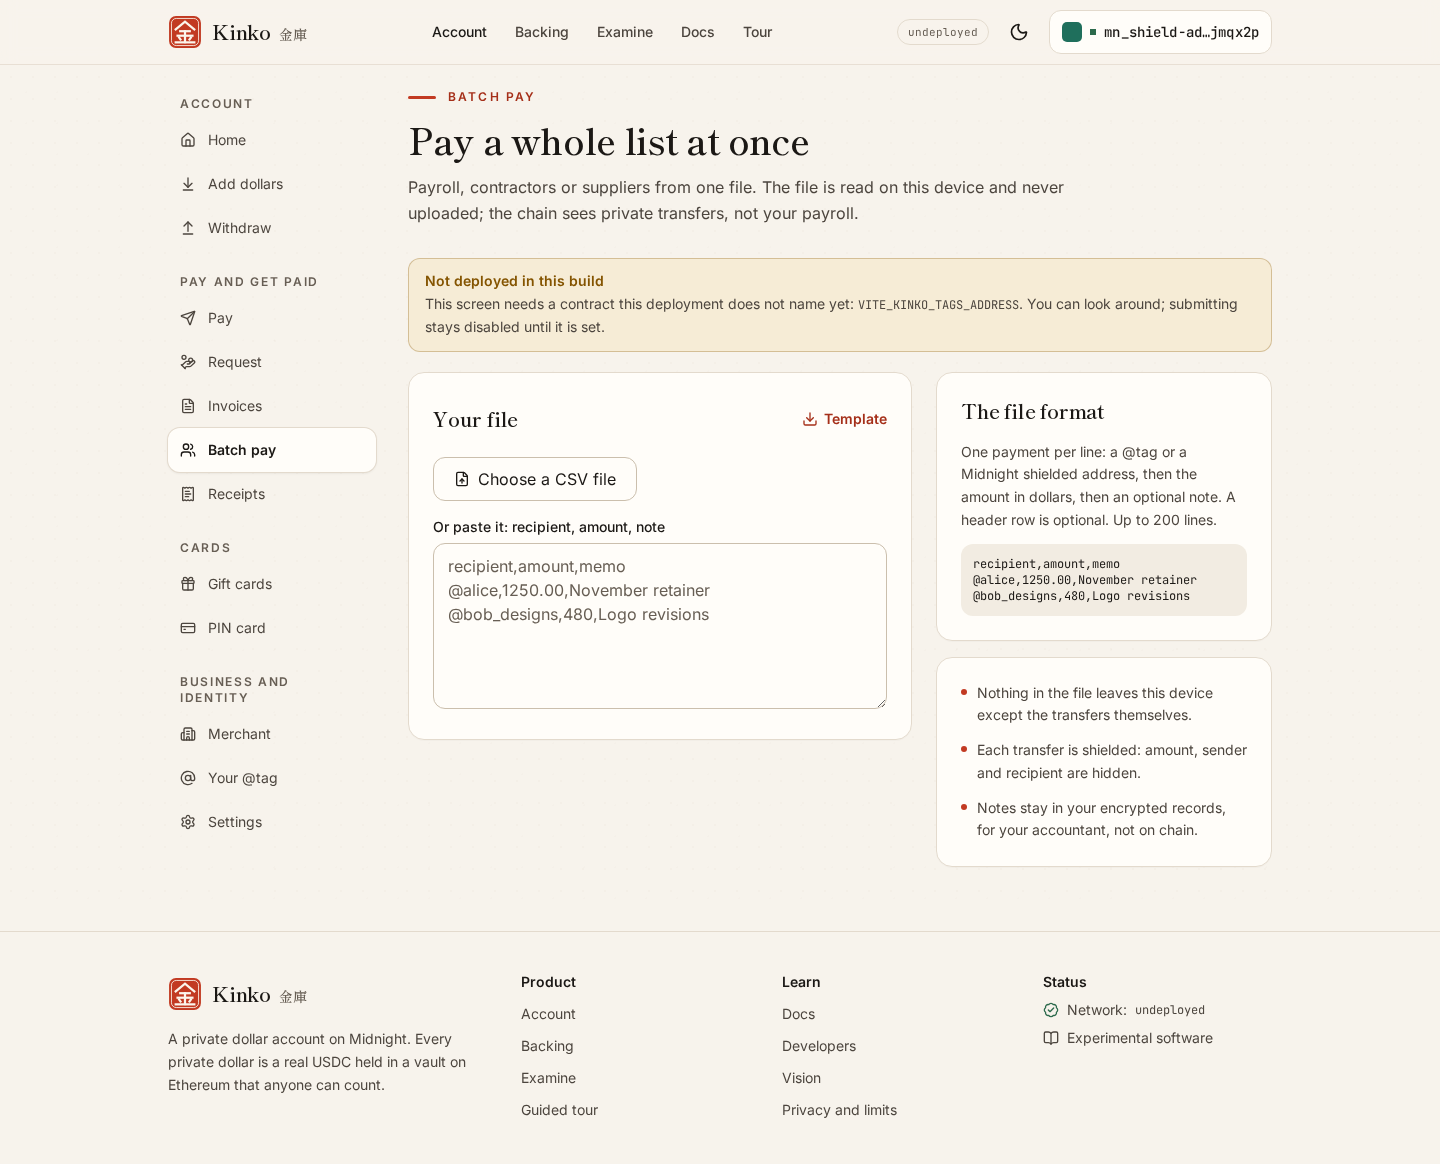 金 Kinko 金庫
Account Backing Examine Docs Tour
undeployed
mn_shield-ad…jmqx2p
ACCOUNT
Home
Add dollars
Withdraw
PAY AND GET PAID
Pay
Request
Invoices
Batch pay
Receipts
CARDS
Gift cards
PIN card
BUSINESS AND
IDENTITY
Merchant
Your @tag
Settings
BATCH PAY
Pay a whole list at once
Payroll, contractors or suppliers from one file. The file is read on this device and never
uploaded; the chain sees private transfers, not your payroll.
Not deployed in this build
This screen needs a contract this deployment does not name yet: VITE_KINKO_TAGS_ADDRESS. You can look around; submitting
stays disabled until it is set.
Your file
Template
Choose a CSV file
Or paste it: recipient, amount, note
recipient,amount,memo
@alice,1250.00,November retainer
@bob_designs,480,Logo revisions
The file format
One payment per line: a @tag or a
Midnight shielded address, then the
amount in dollars, then an optional note. A
header row is optional. Up to 200 lines.
recipient,amount,memo
@alice,1250.00,November retainer
@bob_designs,480,Logo revisions
Nothing in the file leaves this device
except the transfers themselves.
Each transfer is shielded: amount, sender
and recipient are hidden.
Notes stay in your encrypted records,
for your accountant, not on chain.
金 Kinko 金庫
A private dollar account on Midnight. Every
private dollar is a real USDC held in a vault on
Ethereum that anyone can count.
Product
Account
Backing
Examine
Guided tour
Learn
Docs
Developers
Vision
Privacy and limits
Status
Network: undeployed
Experimental software